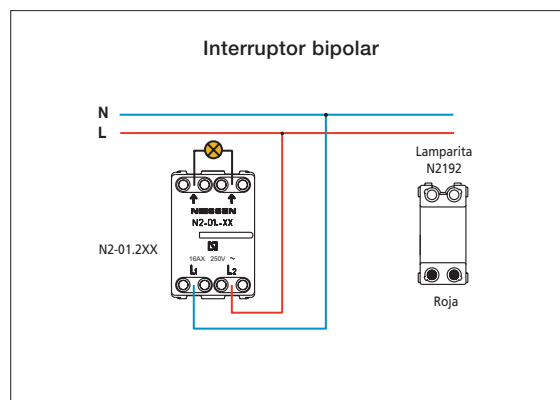 Interruptor bipolar
N
L
Lamparita
N2192
NIESSEN
N2-01.-XX
N2-01.2XX
16AX 250V ~
L1 L2
Roja